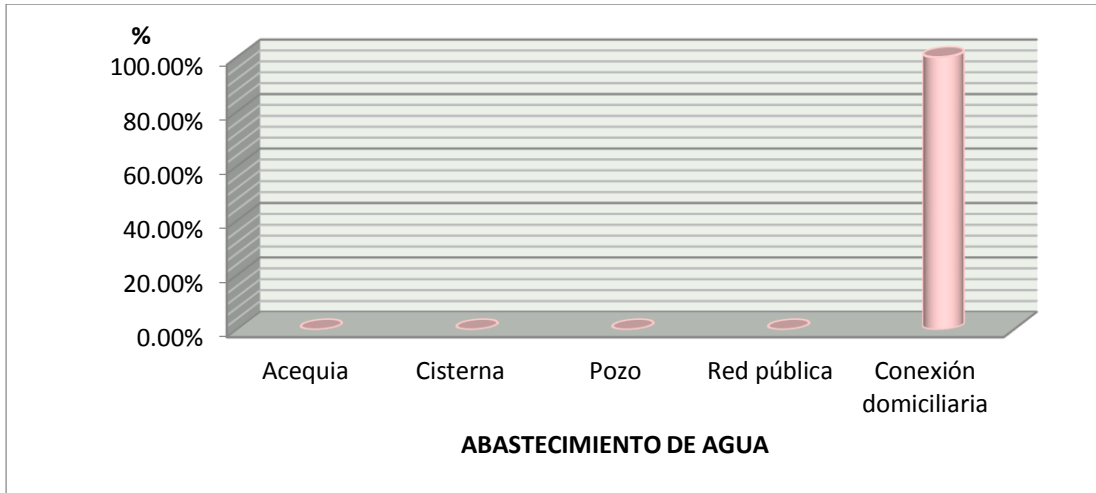 %
100.00%
80.00%
60.00%
40.00%
20.00%
0.00%
Acequia
Cisterna
Pozo
Red pública
Conexión
domiciliaria
ABASTECIMIENTO DE AGUA